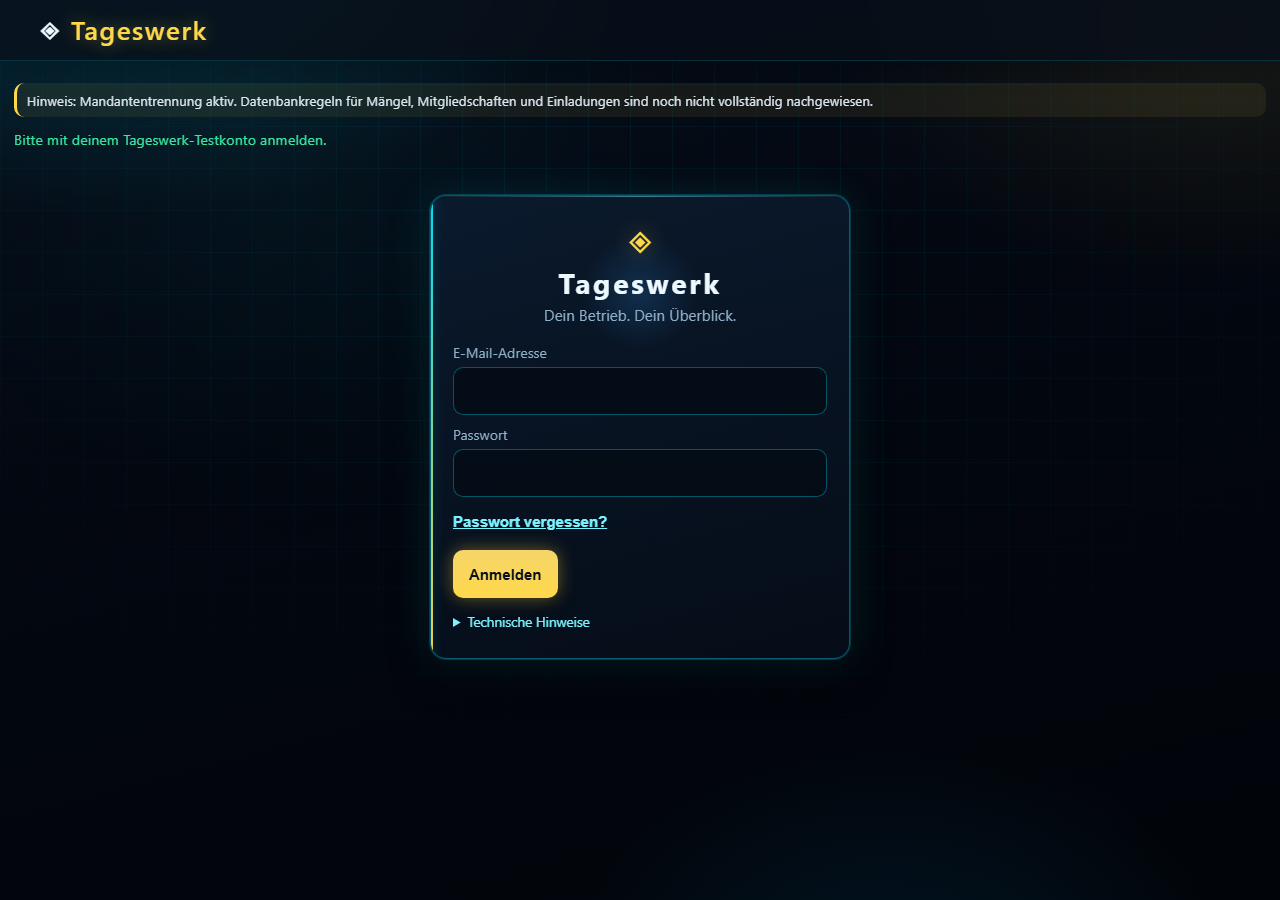 Tageswerk
Hinweis: Mandantentrennung aktiv. Datenbankregeln für Mängel, Mitgliedschaften und Einladungen sind noch nicht vollständig nachgewiesen.
Bitte mit deinem Tageswerk-Testkonto anmelden.
Tageswerk
Dein Betrieb. Dein Überblick.
E-Mail-Adresse
Passwort
Passwort vergessen?
Anmelden
Technische Hinweise